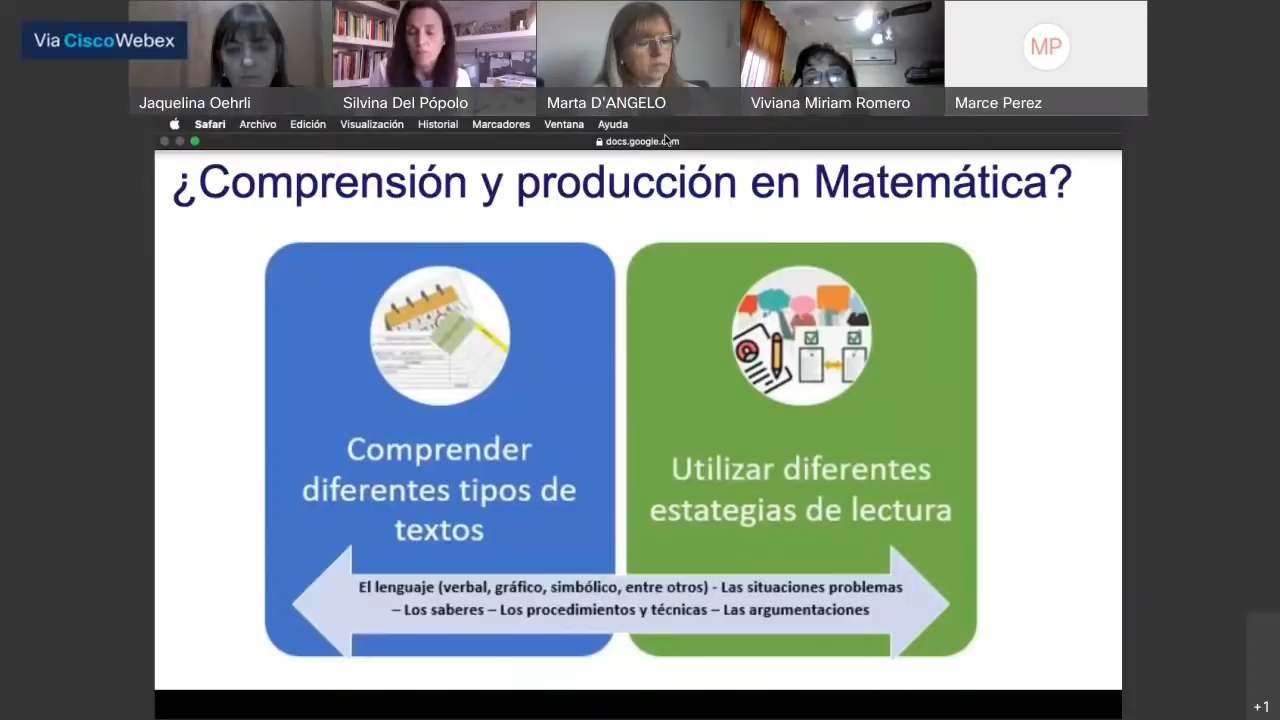 Via CiscoWebex
Jaquelina Oehrli
Silvina Del Pópolo
Marta D'ANGELO
Viviana Miriam Romero
MP
Marce Perez
Safari Archivo Edición Visualización Historial Marcadores Ventana Ayuda
docs.google.com
¿Comprensión y producción en Matemática?
Comprender
diferentes tipos de
textos
Utilizar diferentes
estategias de lectura
El lenguaje (verbal, gráfico, simbólico, entre otros) - Las situaciones problemas
– Los saberes – Los procedimientos y técnicas – Las argumentaciones
+1